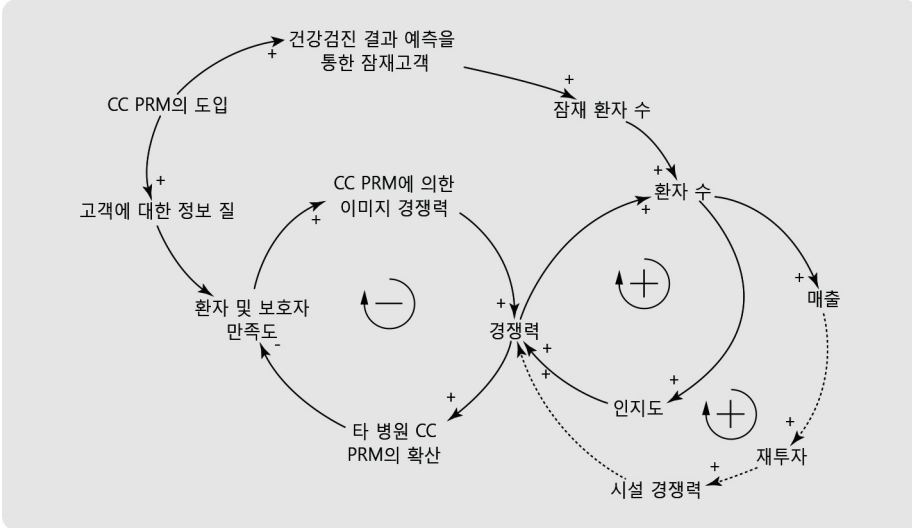 건강검진 결과 예측을
통한 잠재고객
+
+
CC PRM의 도입
잠재 환자 수
+
고객에 대한 정보 질
CC PRM에 의한
이미지 경쟁력
+
+
환자 수
+
환자 및 보호자
만족도
-
—
+
+
매출
+
경쟁력
+
+
+
+
인지도
+
타 병원 CC
PRM의 확산
+
재투자
+
시설 경쟁력